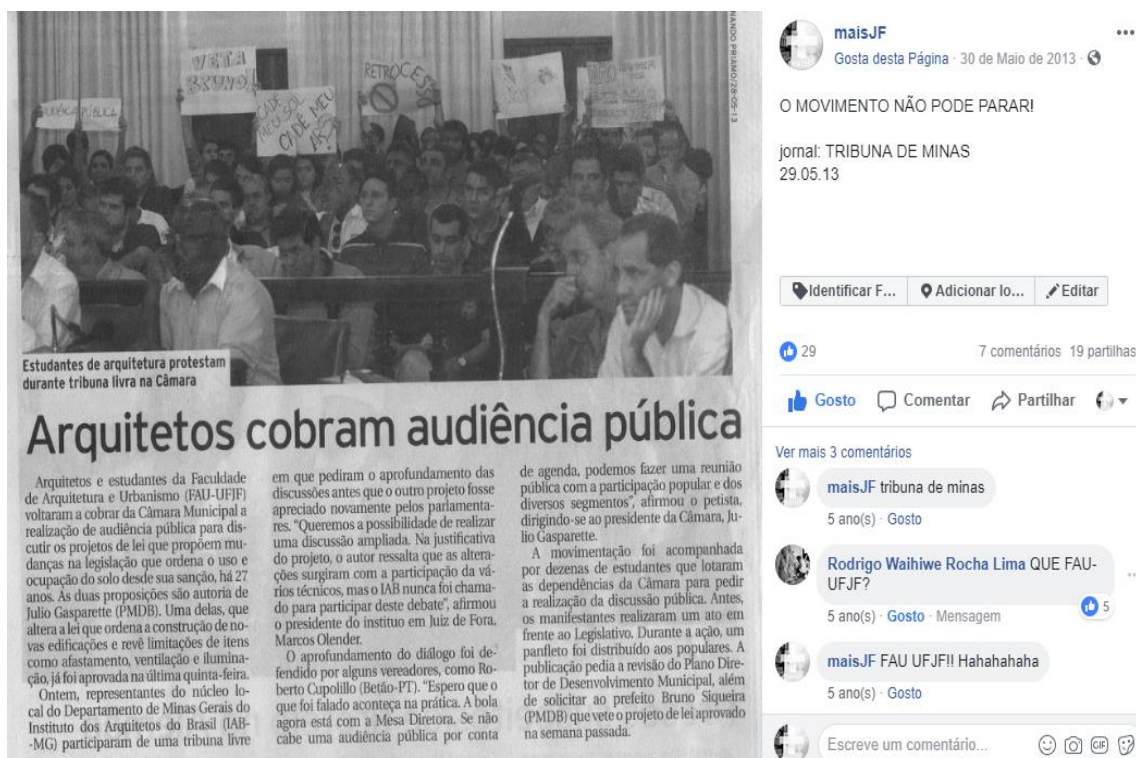 VETA
BRUNO!
AUDIÊNCIA PÚBLICA
CADÊ
MEU SOL
CADÊ MEU
AR?
RETROCESSO
NANDO PRIAMO/28-05-13
Estudantes de arquitetura protestam
durante tribuna livra na Câmara
Arquitetos cobram audiência pública
Arquitetos e estudantes da Faculdade
de Arquitetura e Urbanismo (FAU-UFJF)
voltaram a cobrar da Câmara Municipal a
realização de audiência pública para dis-
cutir os projetos de lei que propõem mu-
danças na legislação que ordena o uso e
ocupação do solo desde sua sanção, há 27
anos. As duas proposições são autoria de
Julio Gasparette (PMDB). Uma delas, que
altera a lei que ordena a construção de no-
vas edificações e revê limitações de itens
como afastamento, ventilação e ilumina-
ção, já foi aprovada na última quinta-feira.
Ontem, representantes do núcleo lo-
cal do Departamento de Minas Gerais do
Instituto dos Arquitetos do Brasil (IAB-
-MG) participaram de uma tribuna livre
em que pediram o aprofundamento das
discussões antes que o outro projeto fosse
apreciado novamente pelos parlamenta-
res. "Queremos a possibilidade de realizar
uma discussão ampliada. Na justificativa
do projeto, o autor ressalta que as altera-
ções surgiram com a participação da vá-
rios técnicos, mas o IAB nunca foi chama-
do para participar deste debate", afirmou
o presidente do instituo em Juiz de Fora,
Marcos Olender.
O aprofundamento do diálogo foi de-
fendido por alguns vereadores, como Ro-
berto Cupolillo (Betão-PT). "Espero que o
que foi falado aconteça na prática. A bola
agora está com a Mesa Diretora. Se não
cabe uma audiência pública por conta
de agenda, podemos fazer uma reunião
pública com a participação popular e dos
diversos segmentos", afirmou o petista,
dirigindo-se ao presidente da Câmara, Ju-
lio Gasparette.
A movimentação foi acompanhada
por dezenas de estudantes que lotaram
as dependências da Câmara para pedir
a realização da discussão pública. Antes,
os manifestantes realizaram um ato em
frente ao Legislativo. Durante a ação, um
panfleto foi distribuído aos populares. A
publicação pedia a revisão do Plano Dire-
tor de Desenvolvimento Municipal, além
de solicitar ao prefeito Bruno Siqueira
(PMDB) que vete o projeto de lei aprovado
na semana passada.
maisJF
Gosta desta Página · 30 de Maio de 2013
O MOVIMENTO NÃO PODE PARAR!
jornal: TRIBUNA DE MINAS
29.05.13
Identificar F...
Adicionar lo...
Editar
29
7 comentários 19 partilhas
Gosto
Comentar
Partilhar
Ver mais 3 comentários
maisJF tribuna de minas
5 ano(s) · Gosto
Rodrigo Waihiwe Rocha Lima QUE FAU-
UFJF?
5
5 ano(s) · Gosto · Mensagem
maisJF FAU UFJF!! Hahahahaha
5 ano(s) · Gosto
Escreve um comentário...
GIF